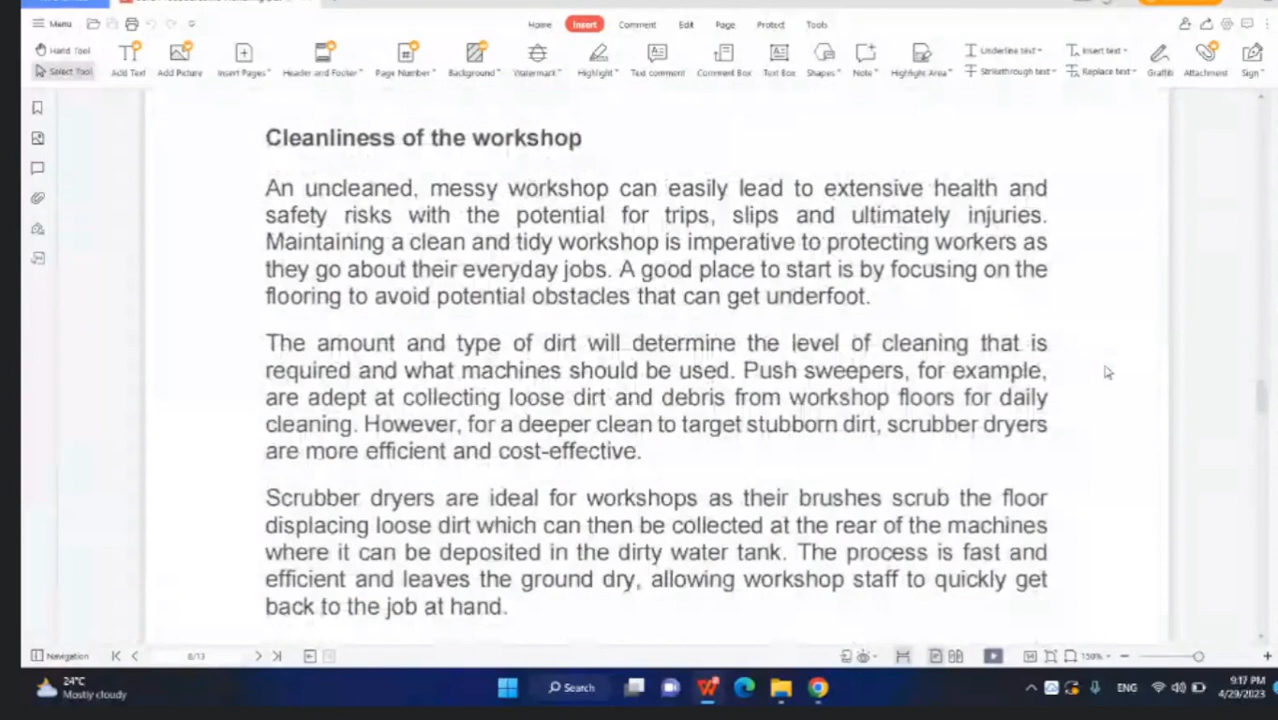 Menu
Home Insert Comment Edit Page Protect Tools
Hand Tool
Select Tool
Add Text Add Picture Insert Pages Header and Footer Page Number Background Watermark Highlight Text comment Comment Box Text Box Shapes Note Highlight Area
Underline text Insert text
Strikethrough text Replace text
Graffiti Attachment Sign
Cleanliness of the workshop
An uncleaned, messy workshop can easily lead to extensive health and
safety risks with the potential for trips, slips and ultimately injuries.
Maintaining a clean and tidy workshop is imperative to protecting workers as
they go about their everyday jobs. A good place to start is by focusing on the
flooring to avoid potential obstacles that can get underfoot.
The amount and type of dirt will determine the level of cleaning that is
required and what machines should be used. Push sweepers, for example,
are adept at collecting loose dirt and debris from workshop floors for daily
cleaning. However, for a deeper clean to target stubborn dirt, scrubber dryers
are more efficient and cost-effective.
Scrubber dryers are ideal for workshops as their brushes scrub the floor
displacing loose dirt which can then be collected at the rear of the machines
where it can be deposited in the dirty water tank. The process is fast and
efficient and leaves the ground dry, allowing workshop staff to quickly get
back to the job at hand.
Navigation
/13
150%
24°C
Mostly cloudy
Search
ENG
9:17 PM
4/29/2023